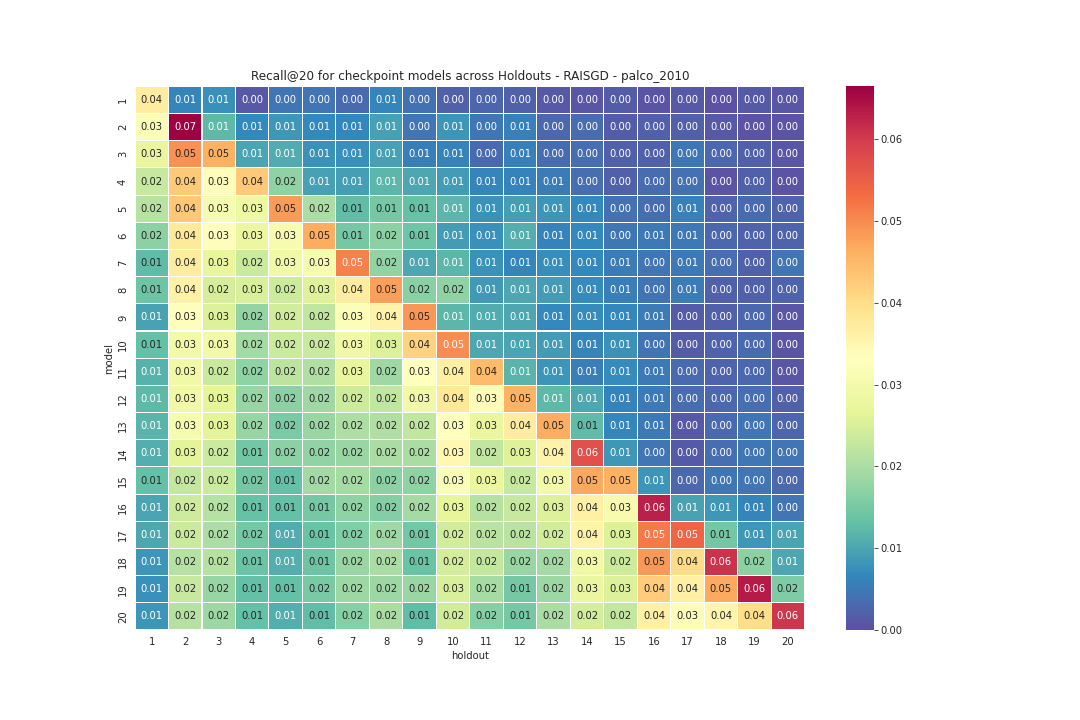 Recall@20 for checkpoint models across Holdouts - RAISGD - palco_2010
1 0.04 0.01 0.01 0.00 0.00 0.00 0.00 0.01 0.00 0.00 0.00 0.00 0.00 0.00 0.00 0.00 0.00 0.00 0.00 0.00
2 0.03 0.07 0.01 0.01 0.01 0.01 0.01 0.01 0.00 0.01 0.00 0.01 0.00 0.00 0.00 0.00 0.00 0.00 0.00 0.00
3 0.03 0.05 0.05 0.01 0.01 0.01 0.01 0.01 0.01 0.01 0.00 0.01 0.00 0.00 0.00 0.00 0.00 0.00 0.00 0.00
4 0.02 0.04 0.03 0.04 0.02 0.01 0.01 0.01 0.01 0.01 0.01 0.01 0.01 0.00 0.00 0.00 0.00 0.00 0.00 0.00
5 0.02 0.04 0.03 0.03 0.05 0.02 0.01 0.01 0.01 0.01 0.01 0.01 0.01 0.01 0.00 0.00 0.01 0.00 0.00 0.00
6 0.02 0.04 0.03 0.03 0.03 0.05 0.01 0.02 0.01 0.01 0.01 0.01 0.01 0.01 0.00 0.01 0.01 0.00 0.00 0.00
7 0.01 0.04 0.03 0.02 0.03 0.03 0.05 0.02 0.01 0.01 0.01 0.01 0.01 0.01 0.01 0.00 0.01 0.00 0.00 0.00
8 0.01 0.04 0.02 0.03 0.02 0.03 0.04 0.05 0.02 0.02 0.01 0.01 0.01 0.01 0.01 0.00 0.01 0.00 0.00 0.00
9 0.01 0.03 0.03 0.02 0.02 0.02 0.03 0.04 0.05 0.01 0.01 0.01 0.01 0.01 0.01 0.01 0.00 0.00 0.00 0.00
10 0.01 0.03 0.03 0.02 0.02 0.02 0.03 0.03 0.04 0.05 0.01 0.01 0.01 0.01 0.01 0.00 0.00 0.00 0.00 0.00
11 0.01 0.03 0.02 0.02 0.02 0.02 0.03 0.02 0.03 0.04 0.04 0.01 0.01 0.01 0.01 0.01 0.00 0.00 0.00 0.00
12 0.01 0.03 0.03 0.02 0.02 0.02 0.02 0.02 0.03 0.04 0.03 0.05 0.01 0.01 0.01 0.01 0.00 0.00 0.00 0.00
13 0.01 0.03 0.03 0.02 0.02 0.02 0.02 0.02 0.02 0.03 0.03 0.04 0.05 0.01 0.01 0.01 0.00 0.00 0.00 0.00
14 0.01 0.03 0.02 0.01 0.02 0.02 0.02 0.02 0.02 0.03 0.02 0.03 0.04 0.06 0.01 0.00 0.00 0.00 0.00 0.00
15 0.01 0.02 0.02 0.01 0.01 0.02 0.02 0.02 0.02 0.03 0.03 0.02 0.03 0.05 0.05 0.01 0.00 0.00 0.00 0.00
16 0.01 0.02 0.02 0.01 0.01 0.01 0.02 0.02 0.02 0.03 0.02 0.02 0.03 0.04 0.03 0.06 0.01 0.01 0.01 0.00
17 0.01 0.02 0.02 0.02 0.01 0.01 0.02 0.02 0.01 0.02 0.02 0.02 0.02 0.04 0.03 0.05 0.05 0.01 0.01 0.01
18 0.01 0.02 0.02 0.01 0.01 0.01 0.02 0.02 0.01 0.02 0.02 0.02 0.02 0.03 0.02 0.05 0.04 0.06 0.02 0.01
19 0.01 0.02 0.02 0.01 0.01 0.02 0.02 0.02 0.02 0.03 0.02 0.01 0.02 0.03 0.03 0.04 0.04 0.05 0.06 0.02
20 0.01 0.02 0.02 0.01 0.01 0.01 0.02 0.02 0.01 0.02 0.02 0.01 0.02 0.02 0.02 0.04 0.03 0.04 0.04 0.06
1 2 3 4 5 6 7 8 9 10 11 12 13 14 15 16 17 18 19 20
holdout
model
0.06
0.05
0.04
0.03
0.02
0.01
0.00